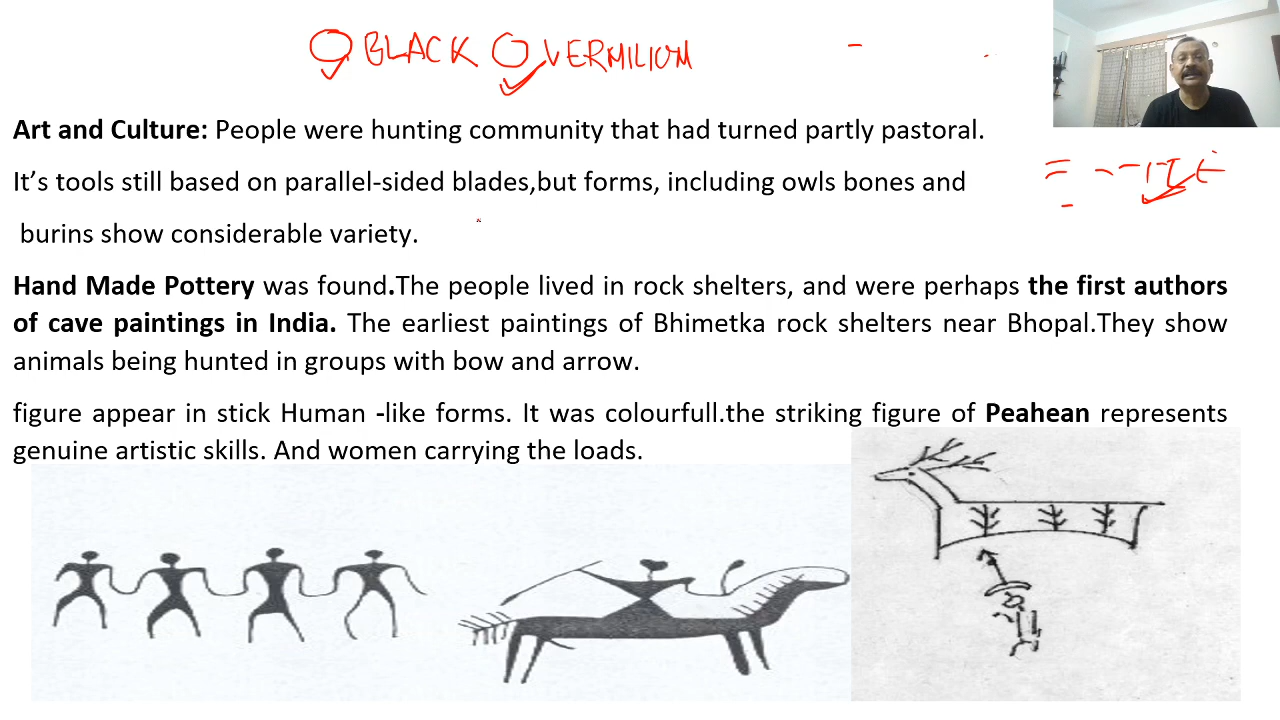 BLACK VERMILIUM
Art and Culture: People were hunting community that had turned partly pastoral.
It’s tools still based on parallel-sided blades,but forms, including owls bones and
burins show considerable variety.
Hand Made Pottery was found.The people lived in rock shelters, and were perhaps the first authors
of cave paintings in India. The earliest paintings of Bhimetka rock shelters near Bhopal.They show
animals being hunted in groups with bow and arrow.
figure appear in stick Human -like forms. It was colourfull.the striking figure of Peahean represents
genuine artistic skills. And women carrying the loads.